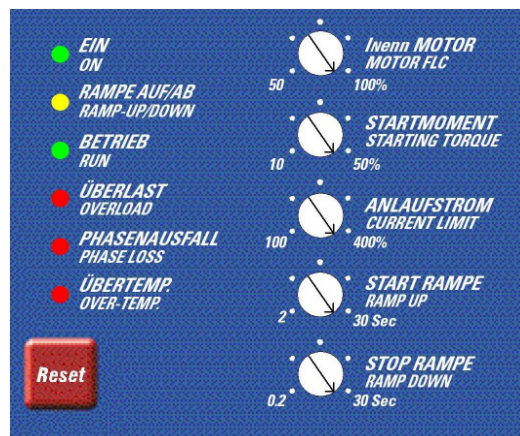 EIN
ON
RAMPE AUF/AB
RAMP-UP/DOWN
BETRIEB
RUN
ÜBERLAST
OVERLOAD
PHASENAUSFALL
PHASE LOSS
ÜBERTEMP.
OVER-TEMP.
Reset
Inenn MOTOR
MOTOR FLC
50 100%
STARTMOMENT
STARTING TORQUE
10 50%
ANLAUFSTROM
CURRENT LIMIT
100 400%
START RAMPE
RAMP UP
2 30 Sec
STOP RAMPE
RAMP DOWN
0.2 30 Sec